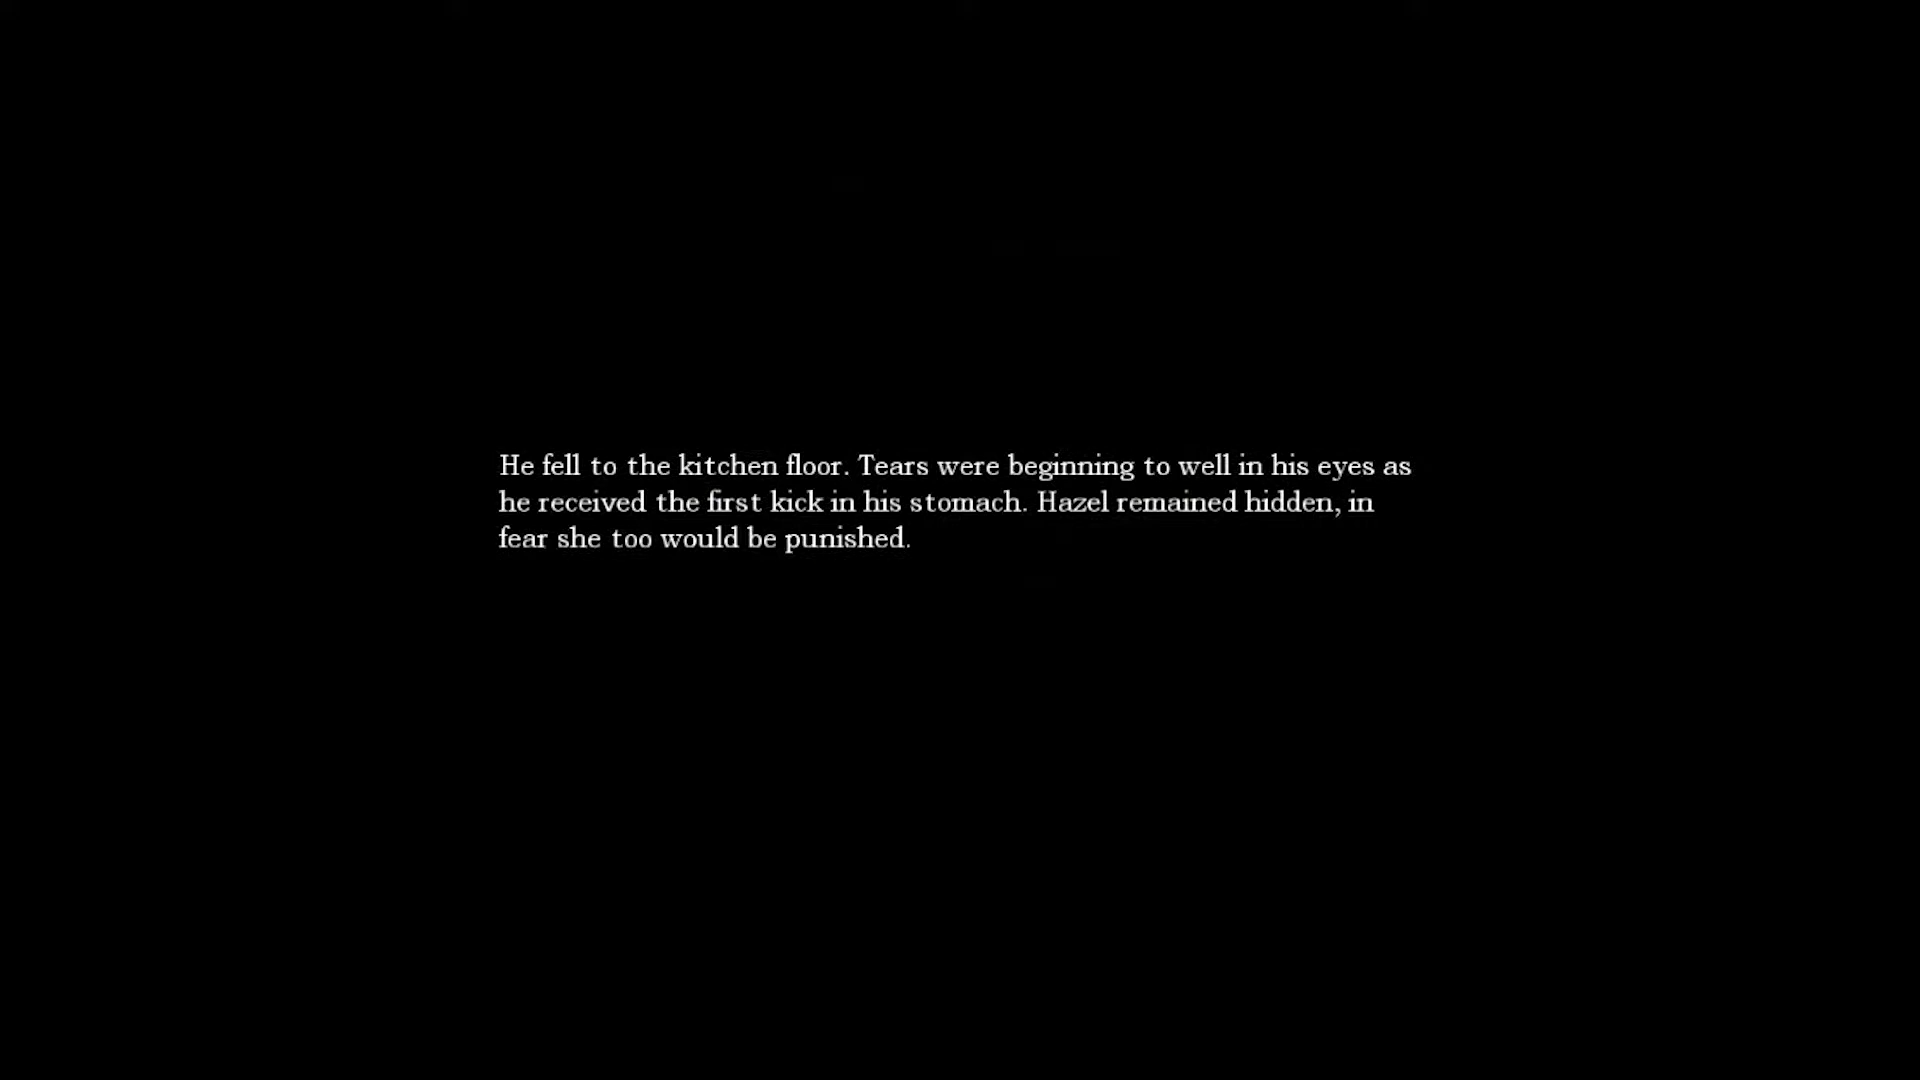 He fell to the kitchen floor. Tears were beginning to well in his eyes as
he received the first kick in his stomach. Hazel remained hidden, in
fear she too would be punished.